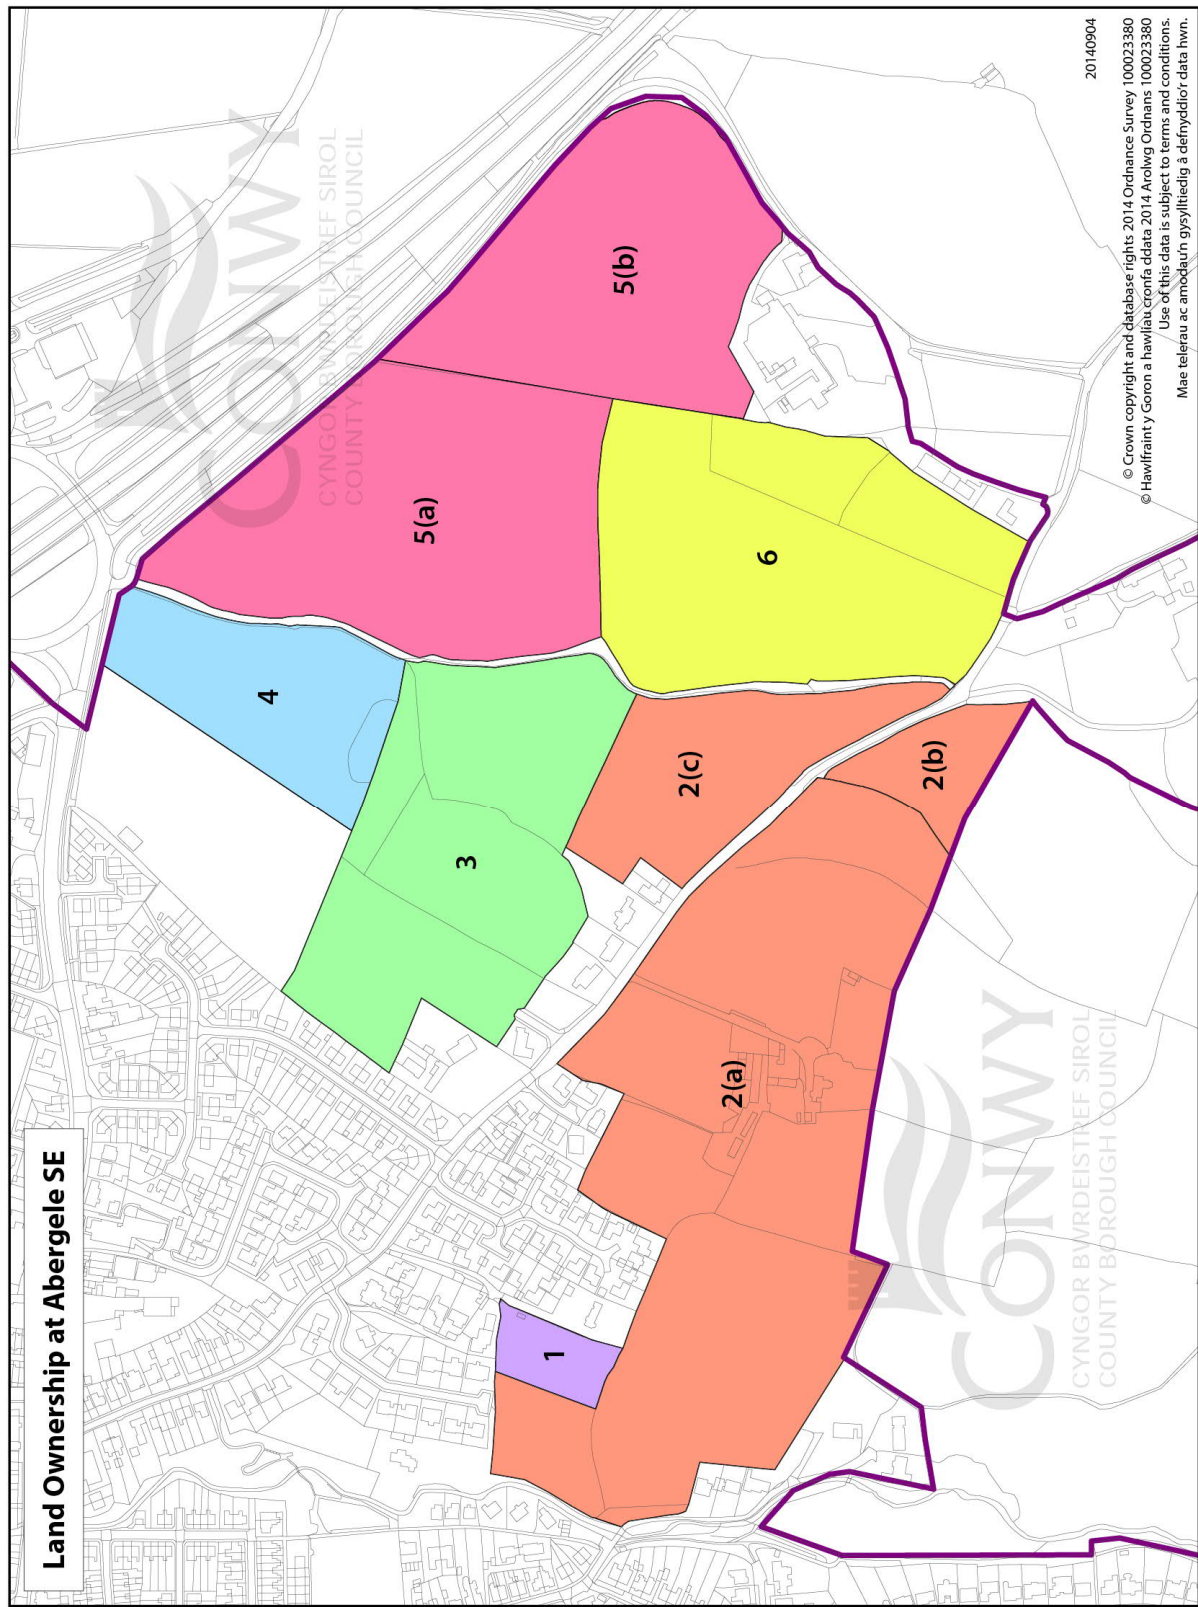 Land Ownership at Abergele SE
CONWY
CYNGOR BWRDEISTREF SIROL
COUNTY BOROUGH COUNCIL
4
5(a)
5(b)
3
2(c)
6
1
2(a)
2(b)
CONWY
CYNGOR BWRDEISTREF SIROL
COUNTY BOROUGH COUNCIL
20140904
© Crown copyright and database rights 2014 Ordnance Survey 100023380
© Hawlfraint y Goron a hawliau cronfa ddata 2014 Arolwg Ordnans 100023380
Use of this data is subject to terms and conditions.
Mae telerau ac amodau'n gysylltiedig â defnyddio'r data hwn.